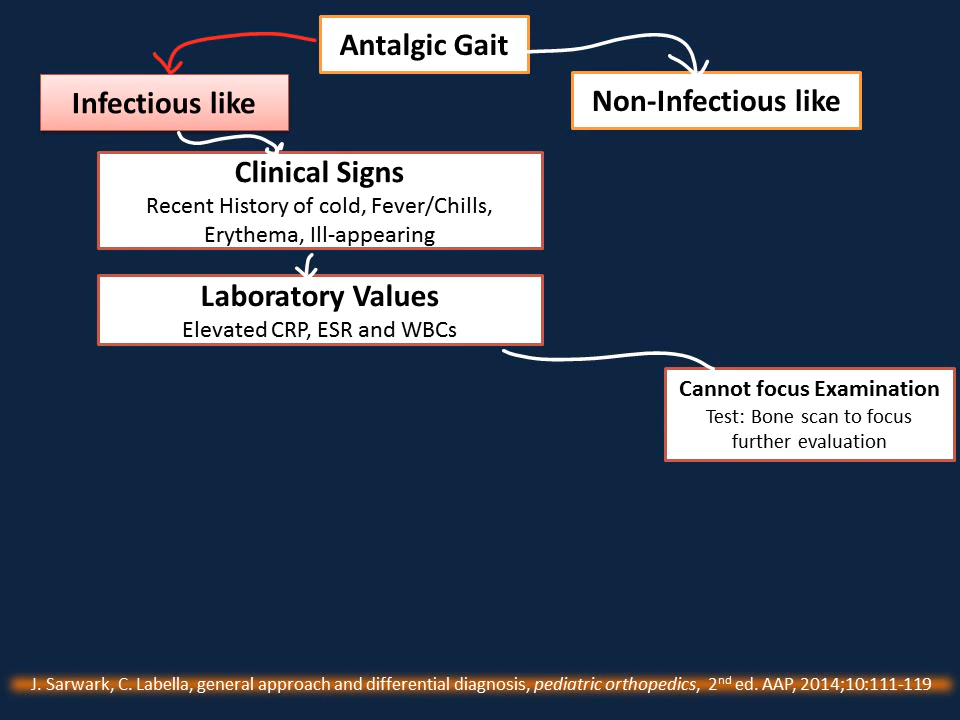 Antalgic Gait
Infectious like
Non-Infectious like
Clinical Signs
Recent History of cold, Fever/Chills,
Erythema, Ill-appearing
Laboratory Values
Elevated CRP, ESR and WBCs
Cannot focus Examination
Test: Bone scan to focus
further evaluation
J. Sarwark, C. Labella, general approach and differential diagnosis, pediatric orthopedics, 2nd ed. AAP, 2014;10:111-119